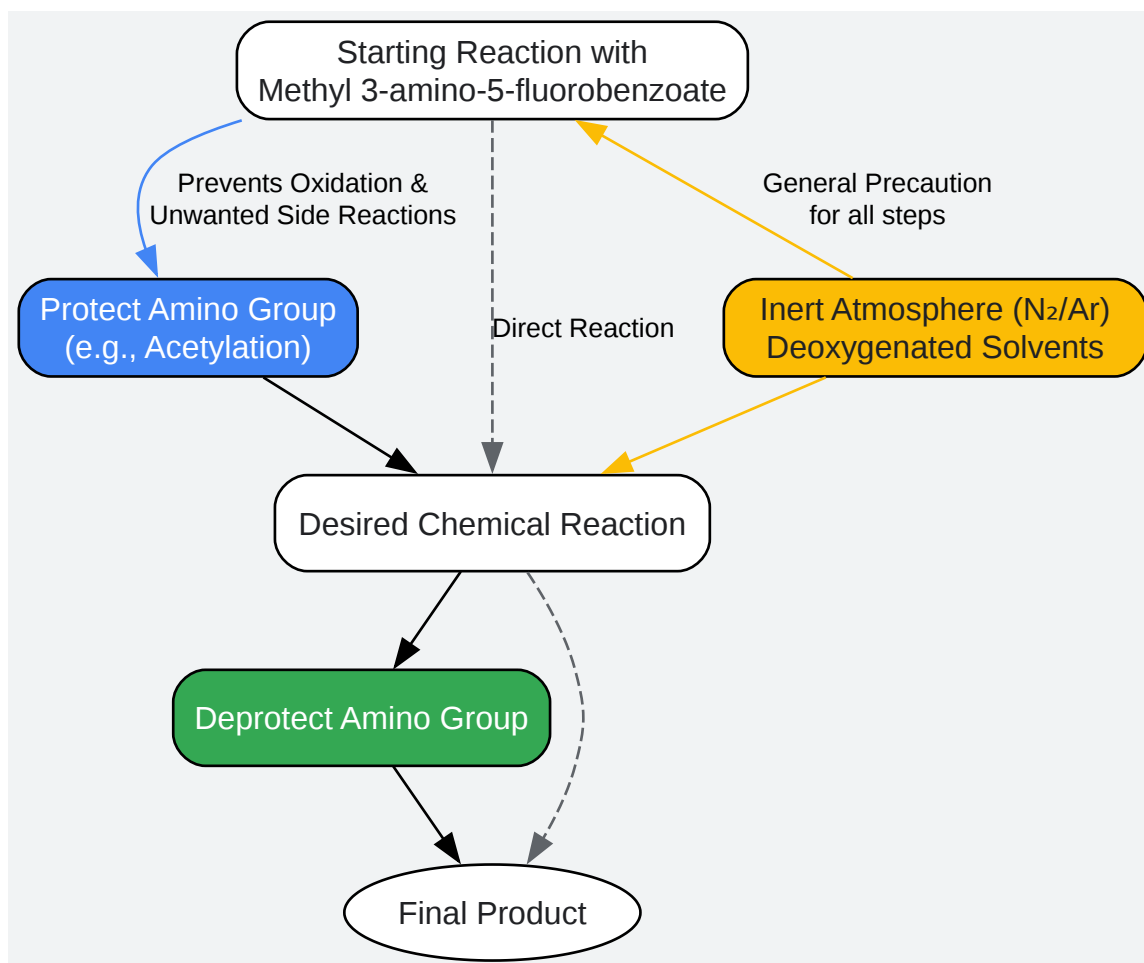 Starting Reaction with
Methyl 3-amino-5-fluorobenzoate
Prevents Oxidation &
Unwanted Side Reactions
General Precaution
for all steps
Protect Amino Group
(e.g., Acetylation)
Direct Reaction
Inert Atmosphere (N₂/Ar)
Deoxygenated Solvents
Desired Chemical Reaction
Deprotect Amino Group
Final Product